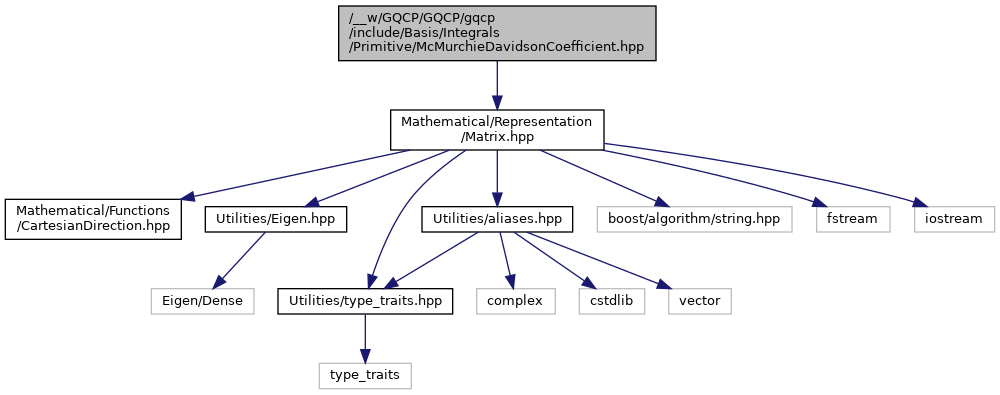 /__w/GQCP/GQCP/gqcp
/include/Basis/Integrals
/Primitive/McMurchieDavidsonCoefficient.hpp
Mathematical/Representation
/Matrix.hpp
Mathematical/Functions
/CartesianDirection.hpp
Utilities/Eigen.hpp
Utilities/aliases.hpp
boost/algorithm/string.hpp
fstream
iostream
Eigen/Dense
Utilities/type_traits.hpp
complex
cstdlib
vector
type_traits